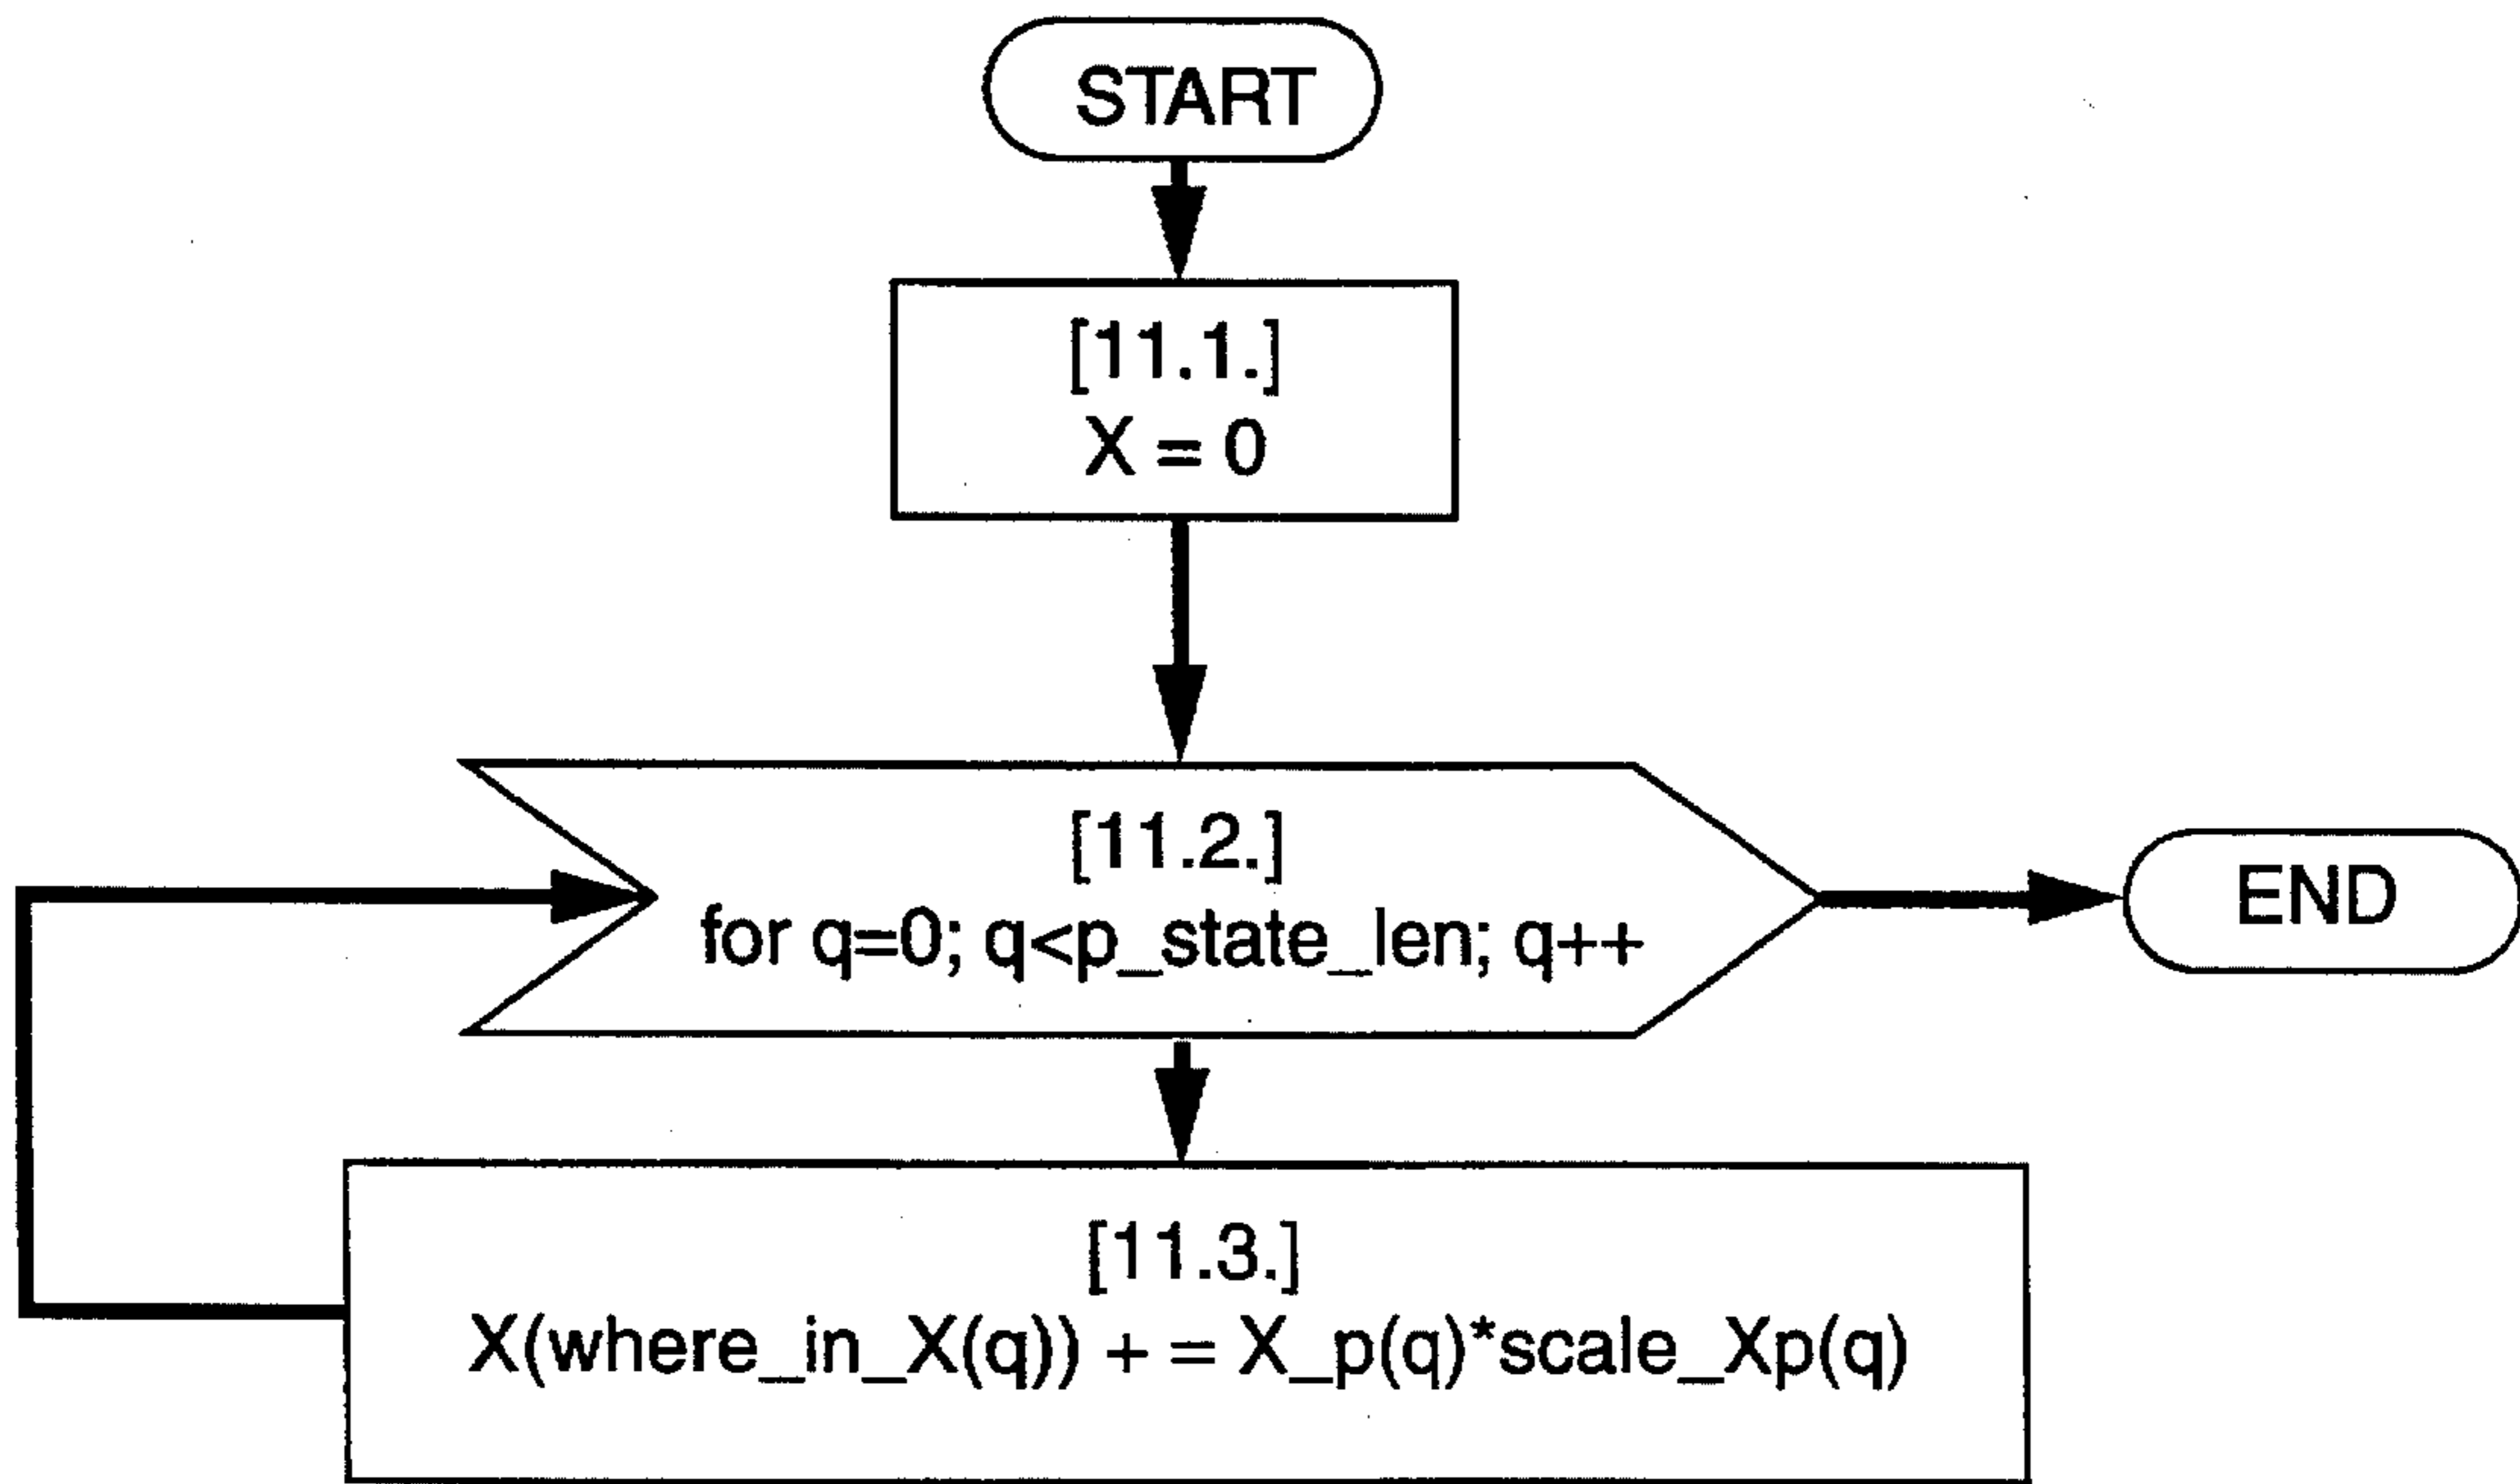 START
[11.1.]
X = 0
[11.2.]
for q=0; q<p_state_len; q++
END
[11.3.]
X(where_in_X(q)) + = X_p(q)*scale_Xp(q)